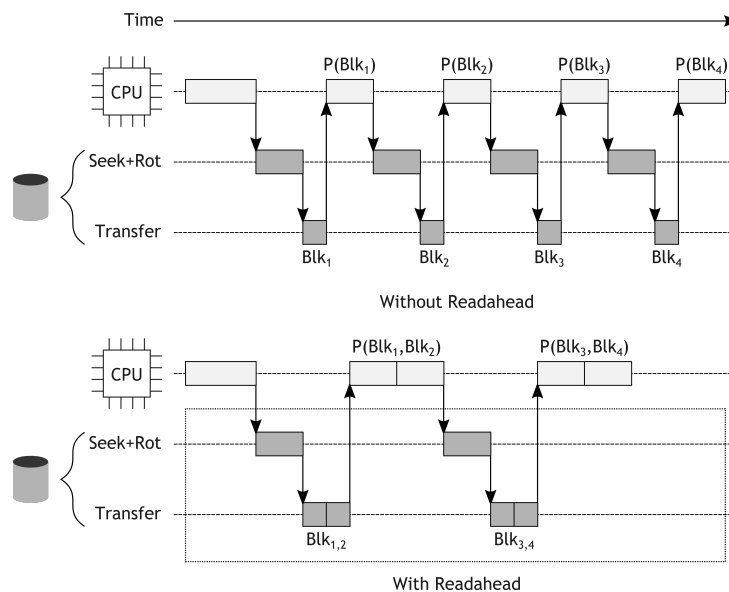 Time
P(Blk₁) P(Blk₂) P(Blk₃) P(Blk₄)
CPU
Seek+Rot
Transfer
Blk₁ Blk₂ Blk₃ Blk₄
Without Readahead
P(Blk₁,Blk₂) P(Blk₃,Blk₄)
CPU
Seek+Rot
Transfer
Blk₁,₂ Blk₃,₄
With Readahead